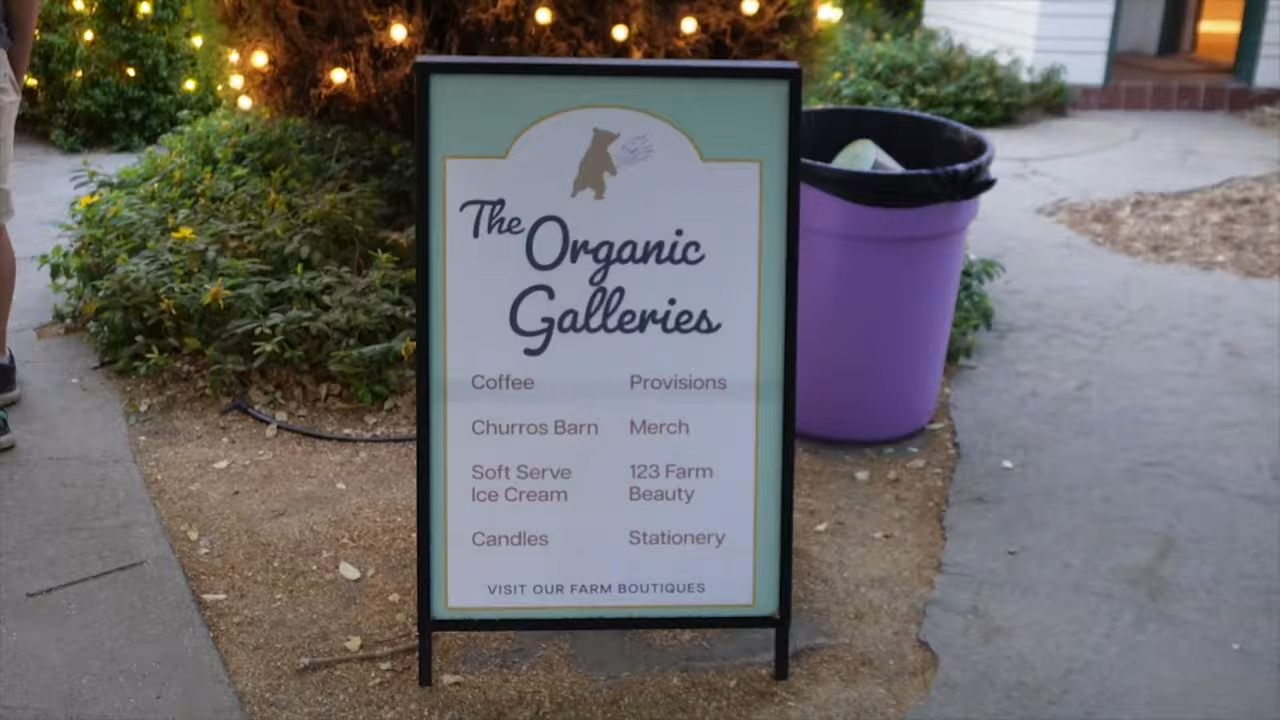 The Organic
Galleries
Coffee
Churros Barn
Soft Serve
Ice Cream
Candles
Provisions
Merch
123 Farm
Beauty
Stationery
VISIT OUR FARM BOUTIQUES